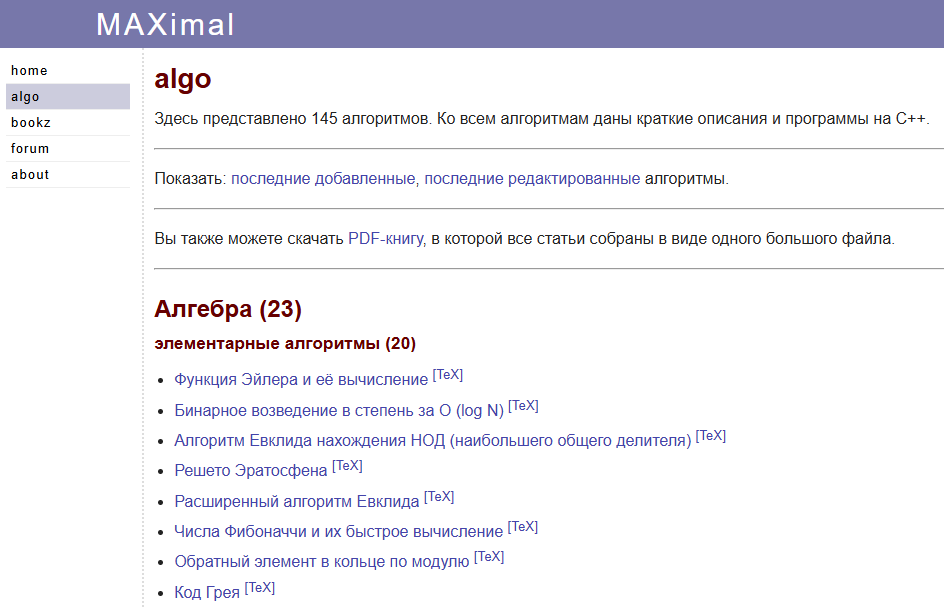 MAXimal
home
algo
bookz
forum
about
algo
Здесь представлено 145 алгоритмов. Ко всем алгоритмам даны краткие описания и программы на C++.
Показать: последние добавленные, последние редактированные алгоритмы.
Вы также можете скачать PDF-книгу, в которой все статьи собраны в виде одного большого файла.
Алгебра (23)
элементарные алгоритмы (20)
Функция Эйлера и её вычисление [TeX]
Бинарное возведение в степень за O (log N) [TeX]
Алгоритм Евклида нахождения НОД (наибольшего общего делителя) [TeX]
Решето Эратосфена [TeX]
Расширенный алгоритм Евклида [TeX]
Числа Фибоначчи и их быстрое вычисление [TeX]
Обратный элемент в кольце по модулю [TeX]
Код Грея [TeX]